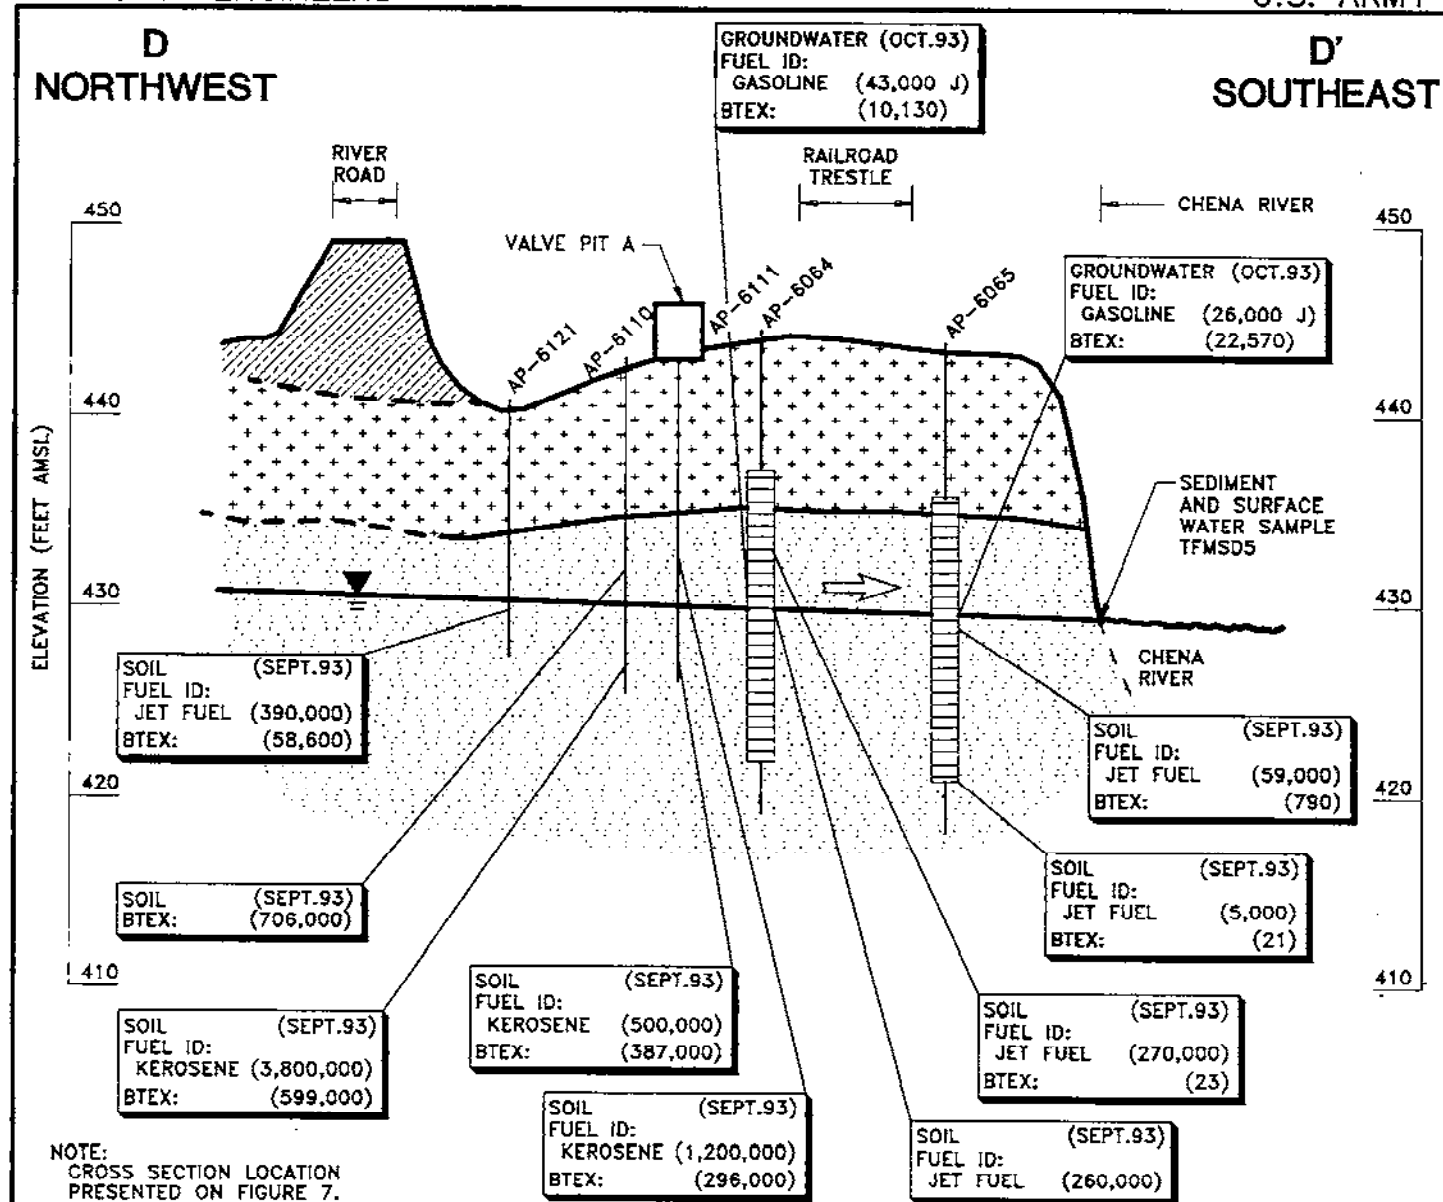 D
NORTHWEST
D'
SOUTHEAST
GROUNDWATER (OCT.93)
FUEL ID:
GASOLINE (43,000 J)
BTEX: (10,130)
RIVER
ROAD
RAILROAD
TRESTLE
CHENA RIVER
450
450
VALVE PIT A
AP-6121
AP-6110
AP-6111
AP-6064
AP-6065
GROUNDWATER (OCT.93)
FUEL ID:
GASOLINE (26,000 J)
BTEX: (22,570)
440
440
ELEVATION (FEET AMSL)
SEDIMENT
AND SURFACE
WATER SAMPLE
TFMSD5
430
430
CHENA
RIVER
SOIL (SEPT.93)
FUEL ID:
JET FUEL (390,000)
BTEX: (58,600)
SOIL (SEPT.93)
FUEL ID:
JET FUEL (59,000)
BTEX: (790)
420
420
SOIL (SEPT.93)
FUEL ID:
JET FUEL (5,000)
BTEX: (21)
SOIL (SEPT.93)
BTEX: (706,000)
410
410
SOIL (SEPT.93)
FUEL ID:
KEROSENE (500,000)
BTEX: (387,000)
SOIL (SEPT.93)
FUEL ID:
JET FUEL (270,000)
BTEX: (23)
SOIL (SEPT.93)
FUEL ID:
KEROSENE (3,800,000)
BTEX: (599,000)
SOIL (SEPT.93)
FUEL ID:
KEROSENE (1,200,000)
BTEX: (296,000)
SOIL (SEPT.93)
FUEL ID:
JET FUEL (260,000)
NOTE:
CROSS SECTION LOCATION
PRESENTED ON FIGURE 7.